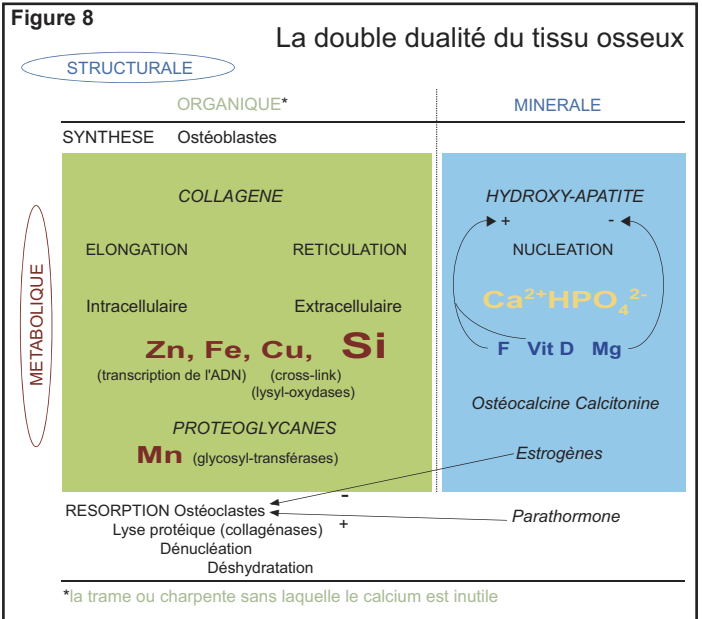 Figure 8
La double dualité du tissu osseux
STRUCTURALE
ORGANIQUE*
MINERALE
SYNTHESE Ostéoblastes
METABOLIQUE
COLLAGENE
ELONGATION RETICULATION
Intracellulaire Extracellulaire
Zn, Fe, Cu, Si
(transcription de l'ADN) (cross-link)
(lysyl-oxydases)
PROTEOGLYCANES
Mn (glycosyl-transférases)
HYDROXY-APATITE
+ -
NUCLEATION
Ca²⁺HPO₄²⁻
F Vit D Mg
Ostéocalcine Calcitonine
Estrogènes
-
RESORPTION Ostéoclastes
Lyse protéique (collagénases) +
Parathormone
Dénucléation
Déshydratation
*la trame ou charpente sans laquelle le calcium est inutile